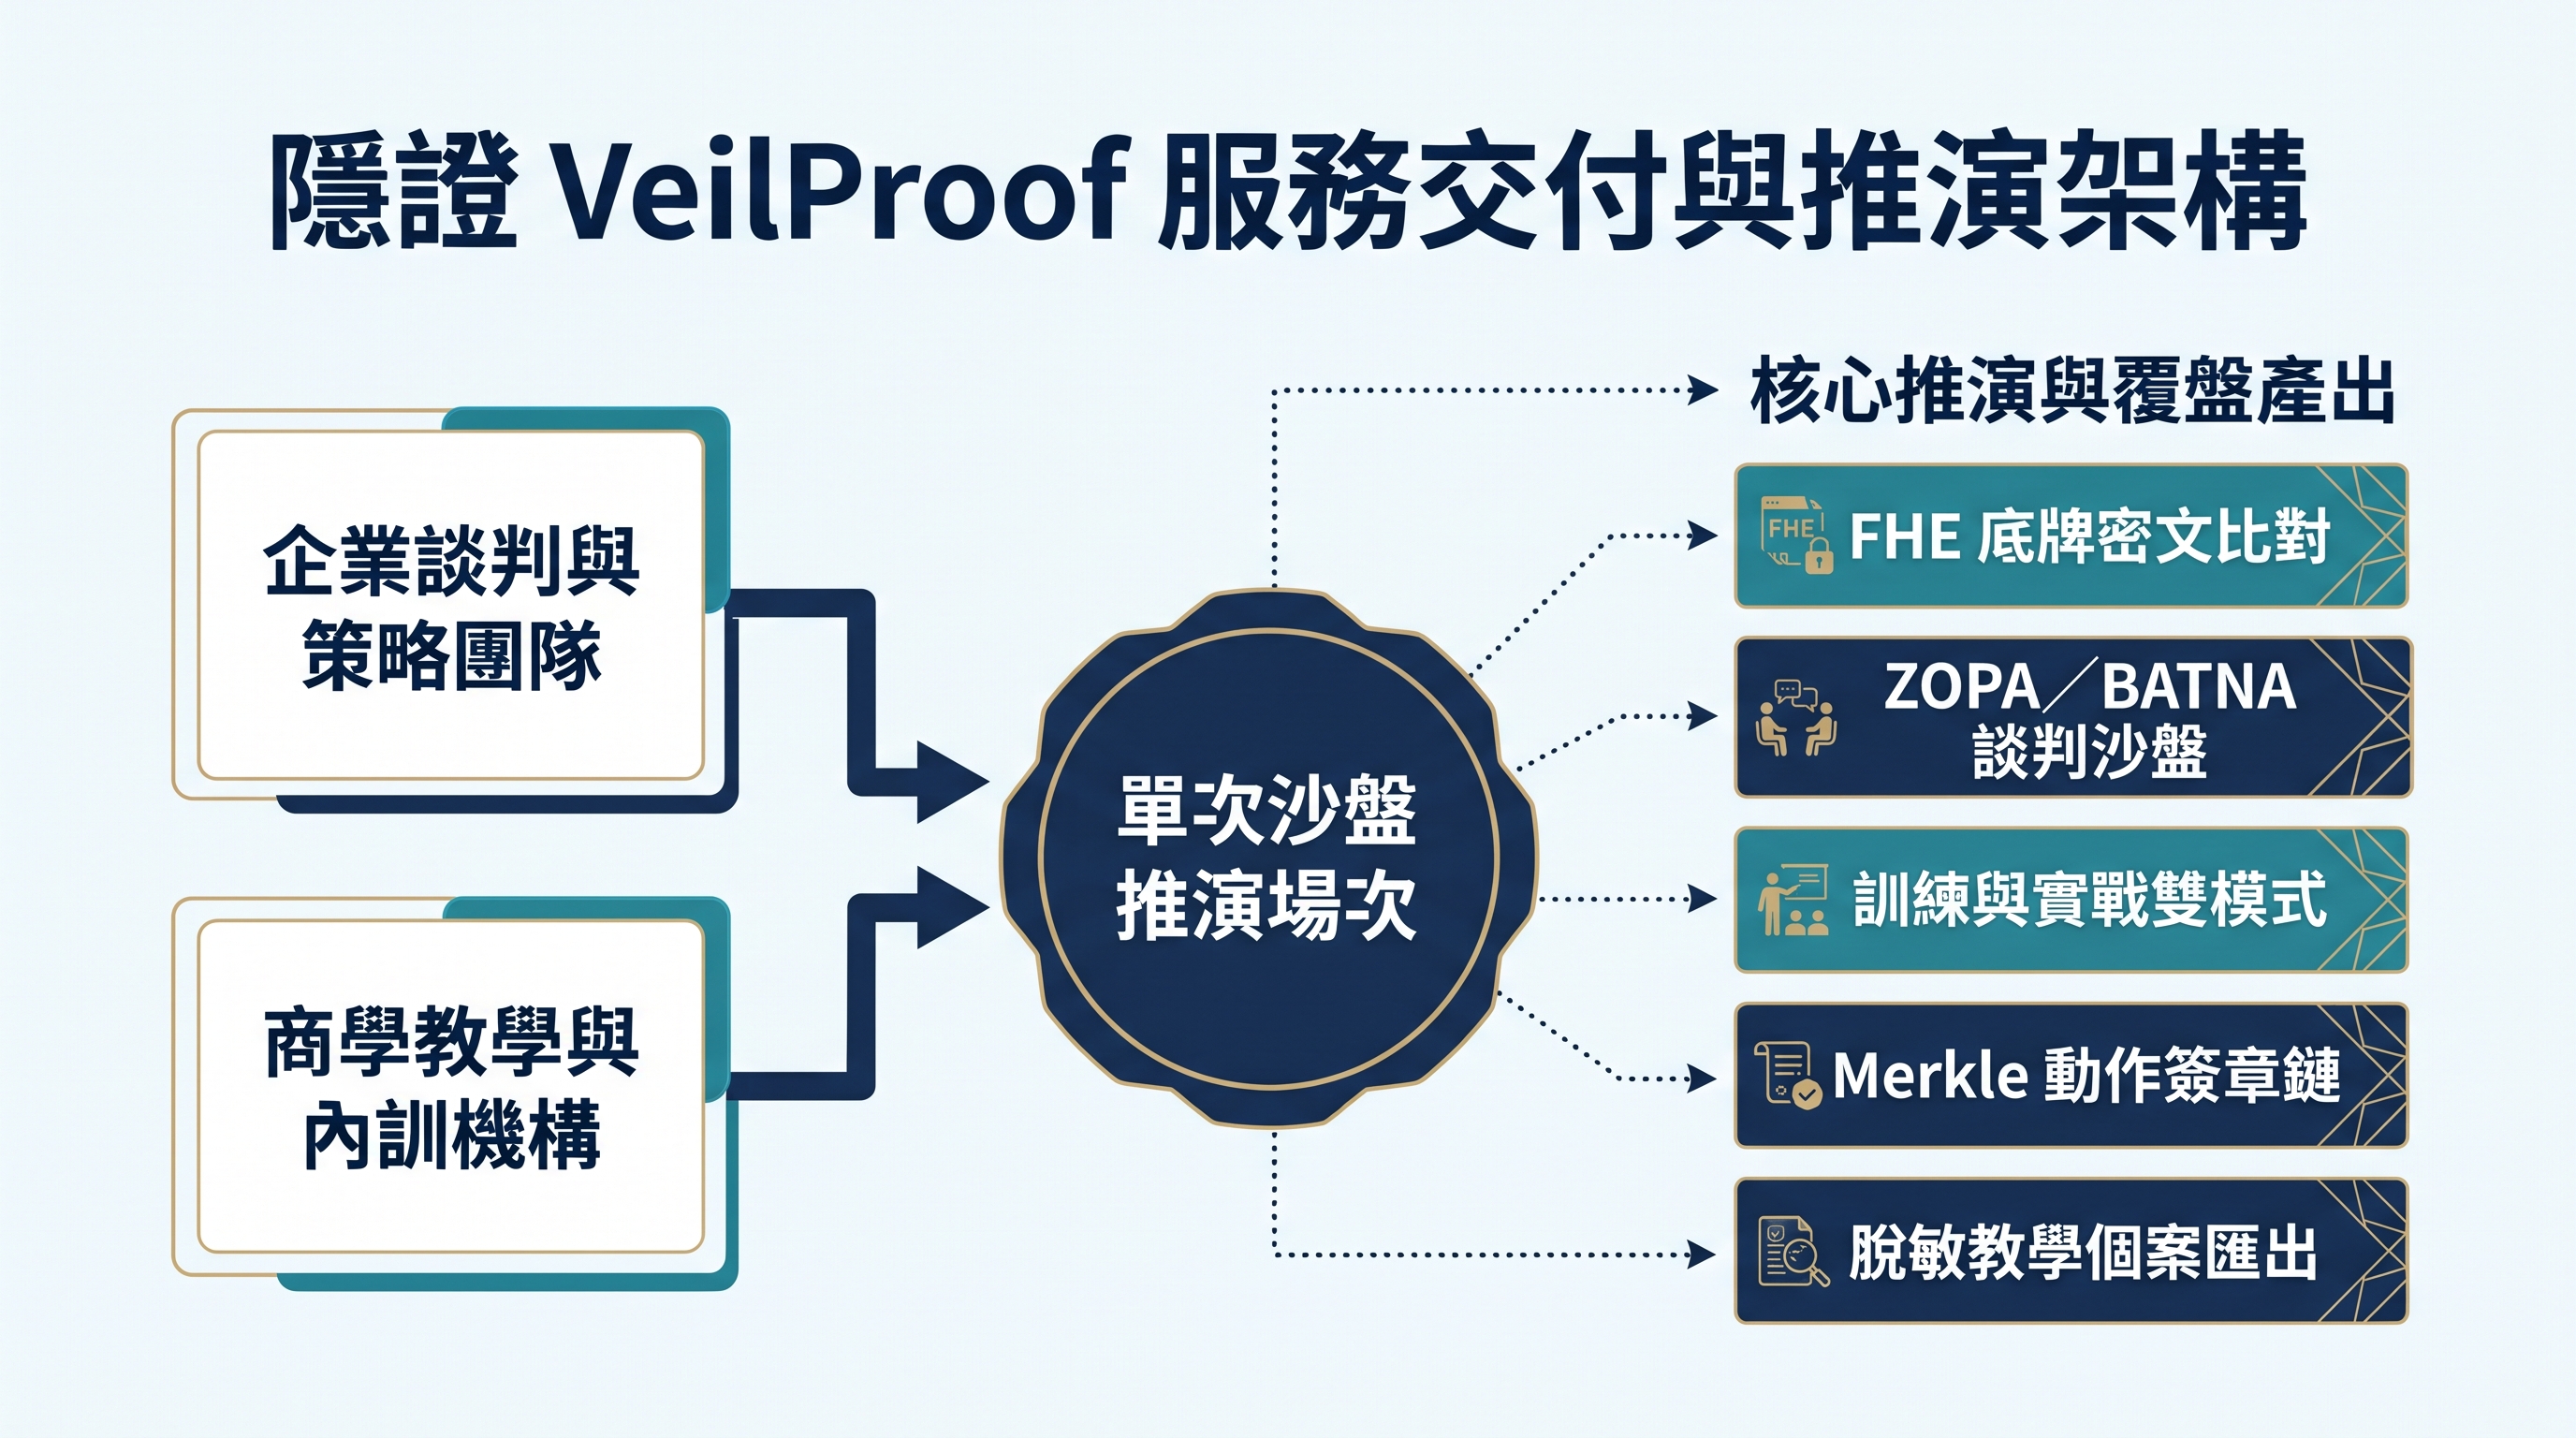 隱證 VeilProof 服務交付與推演架構
企業談判與
策略團隊
商學教學與
內訓機構
單次沙盤
推演場次
核心推演與覆盤產出
FHE
FHE 底牌密文比對
ZOPA／BATNA
談判沙盤
訓練與實戰雙模式
Merkle 動作簽章鏈
脫敏教學個案匯出